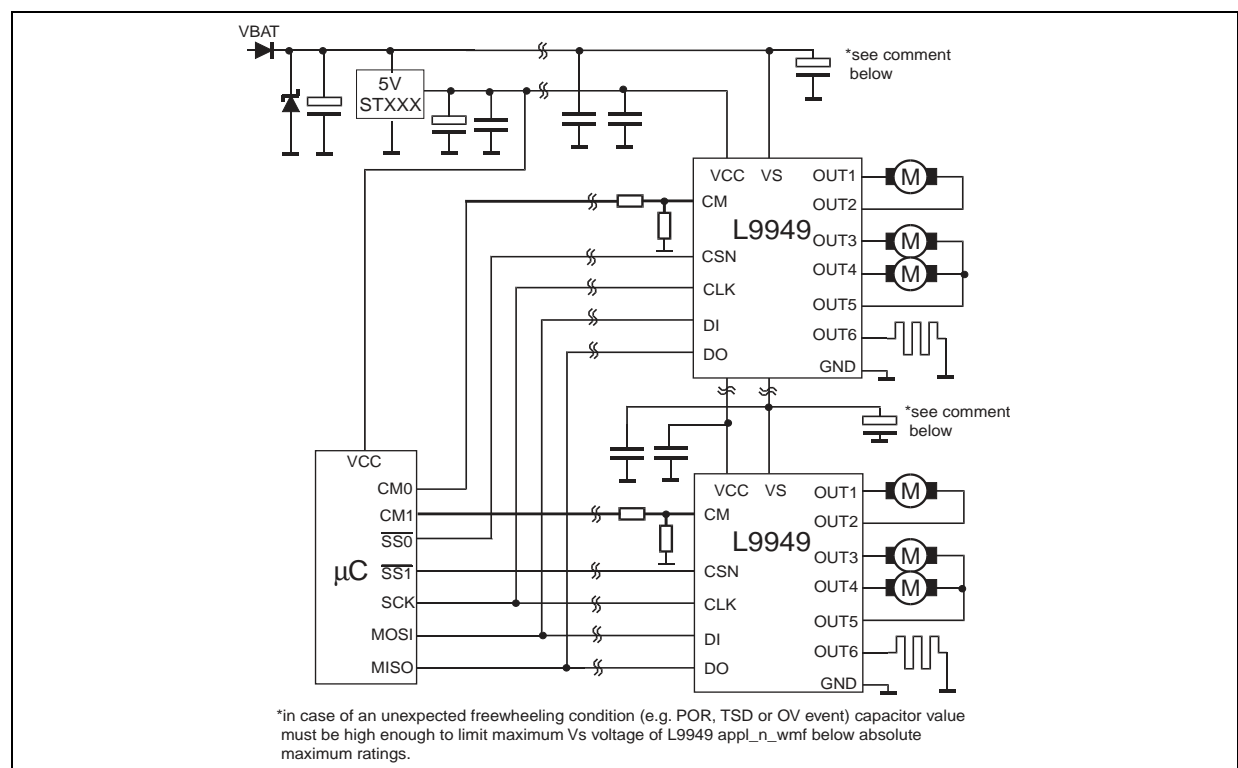 VBAT
*see comment
below
5V
STXXX
VCC VS
OUT1
M
CM
OUT2
L9949
OUT3
M
CSN
OUT4
M
CLK
OUT5
DI
OUT6
DO
GND
*see comment
below
VCC
VCC VS
CM0
OUT1
M
CM1
CM
OUT2
SS0
L9949
OUT3
M
µC
SS1
CSN
OUT4
M
SCK
CLK
OUT5
MOSI
DI
OUT6
MISO
DO
GND
*in case of an unexpected freewheeling condition (e.g. POR, TSD or OV event) capacitor value
must be high enough to limit maximum Vs voltage of L9949 appl_n_wmf below absolute
maximum ratings.